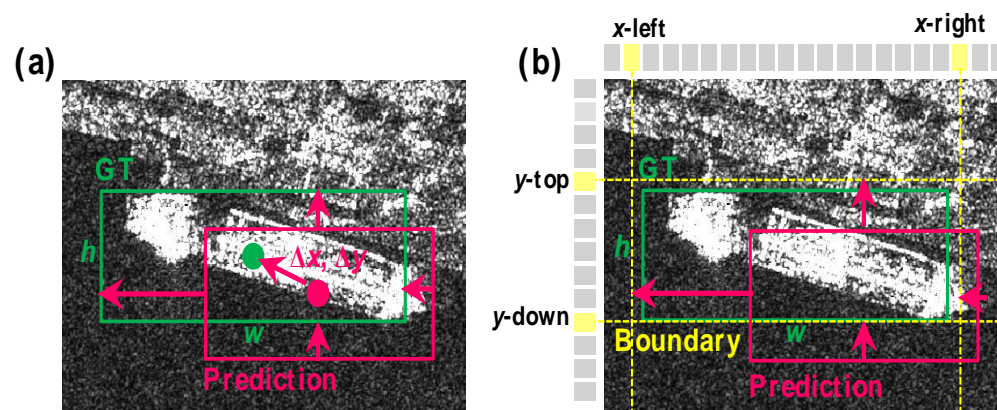 (a)
GT
h
Δx, Δy
w
Prediction
(b)
x-left
x-right
y-top
y-down
GT
h
w
Boundary
Prediction